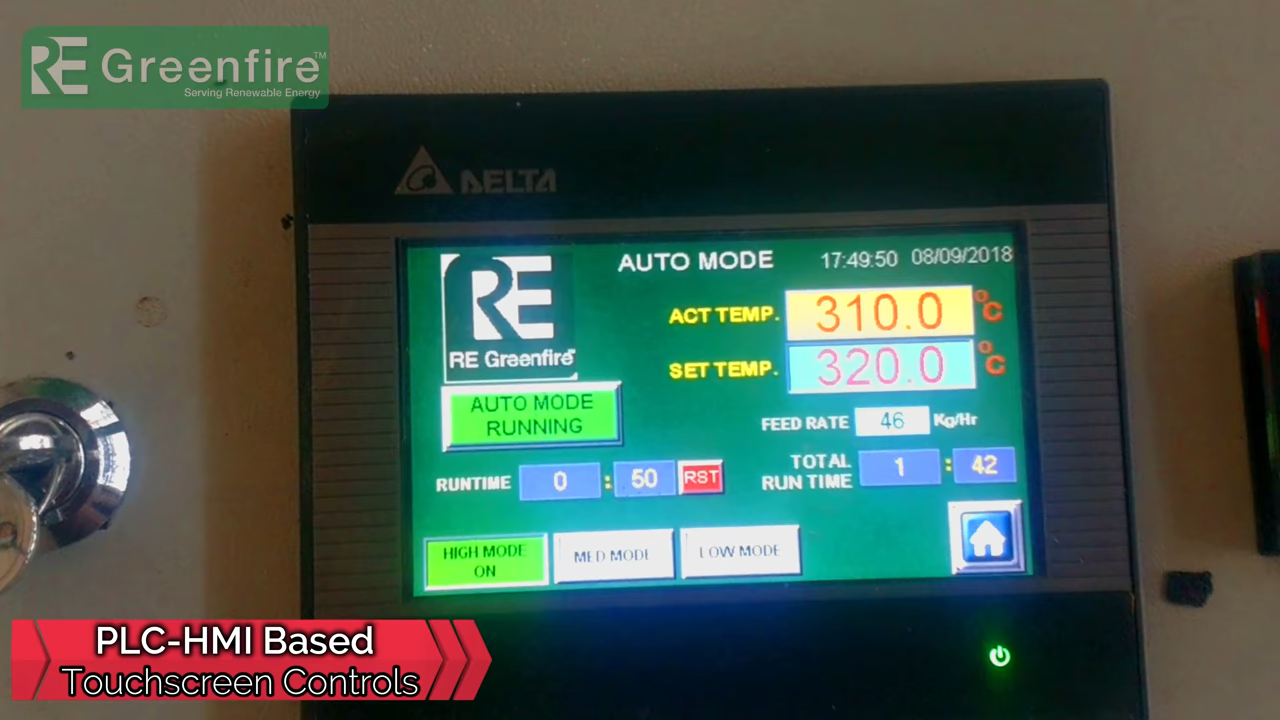 RE Greenfire™
Serving Renewable Energy
DELTA
AUTO MODE 17:49:50 08/09/2018
RE
RE Greenfire
ACT TEMP. 310.0 °C
SET TEMP. 320.0 °C
AUTO MODE
RUNNING
FEED RATE 46 Kg/Hr
RUNTIME 0 : 50 RST
TOTAL
RUN TIME 1 : 42
HIGH MODE
ON
MED MODE
LOW MODE
PLC-HMI Based
Touchscreen Controls